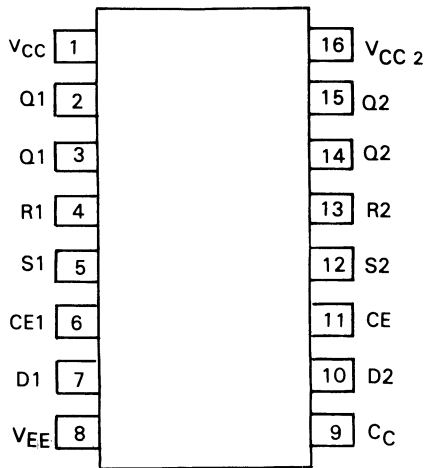 VCC 1 16 VCC 2
Q1 2 15 Q2
Q1 3 14 Q2
R1 4 13 R2
S1 5 12 S2
CE1 6 11 CE
D1 7 10 D2
VEE 8 9 CC